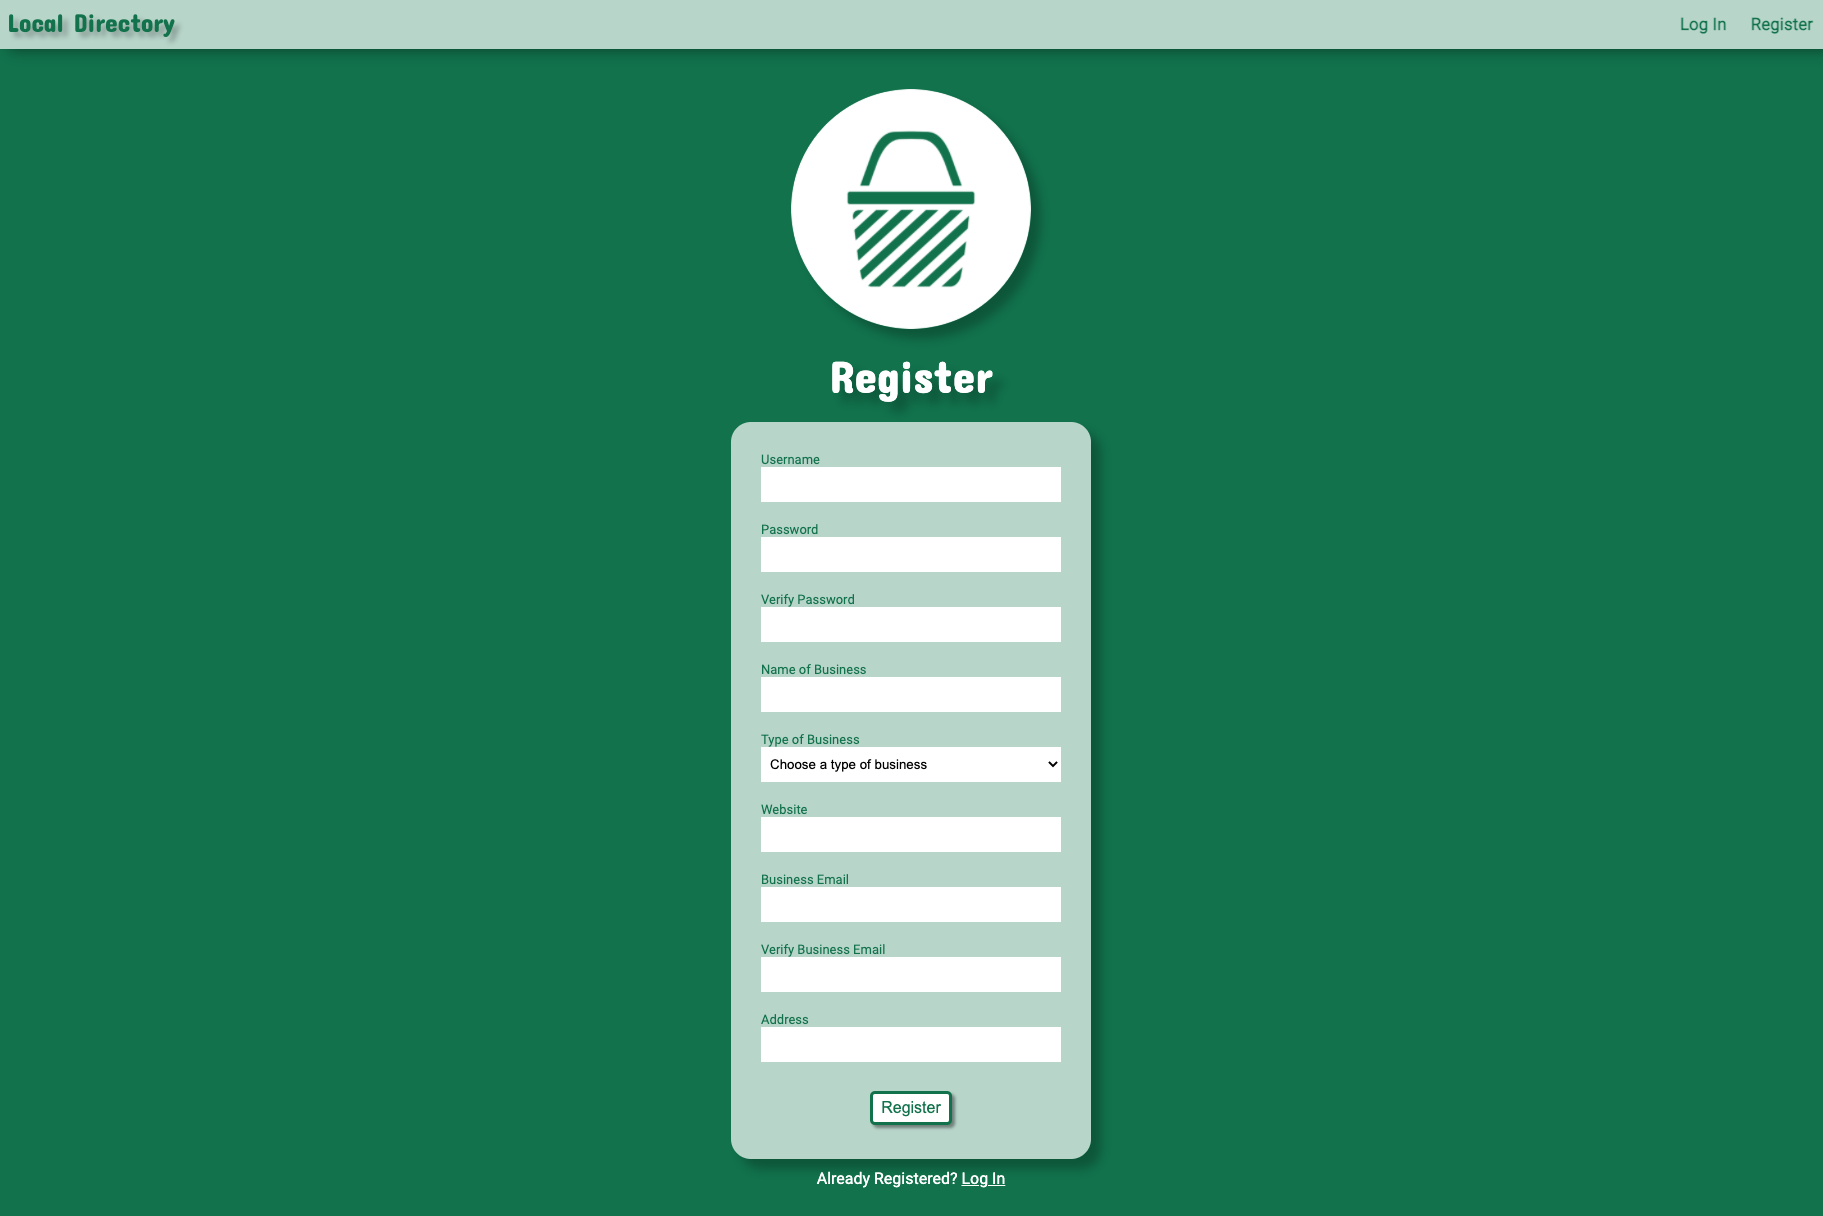 Local Directory
Log In
Register
Register
Username
Password
Verify Password
Name of Business
Type of Business
Choose a type of business
Website
Business Email
Verify Business Email
Address
Register
Already Registered? Log In